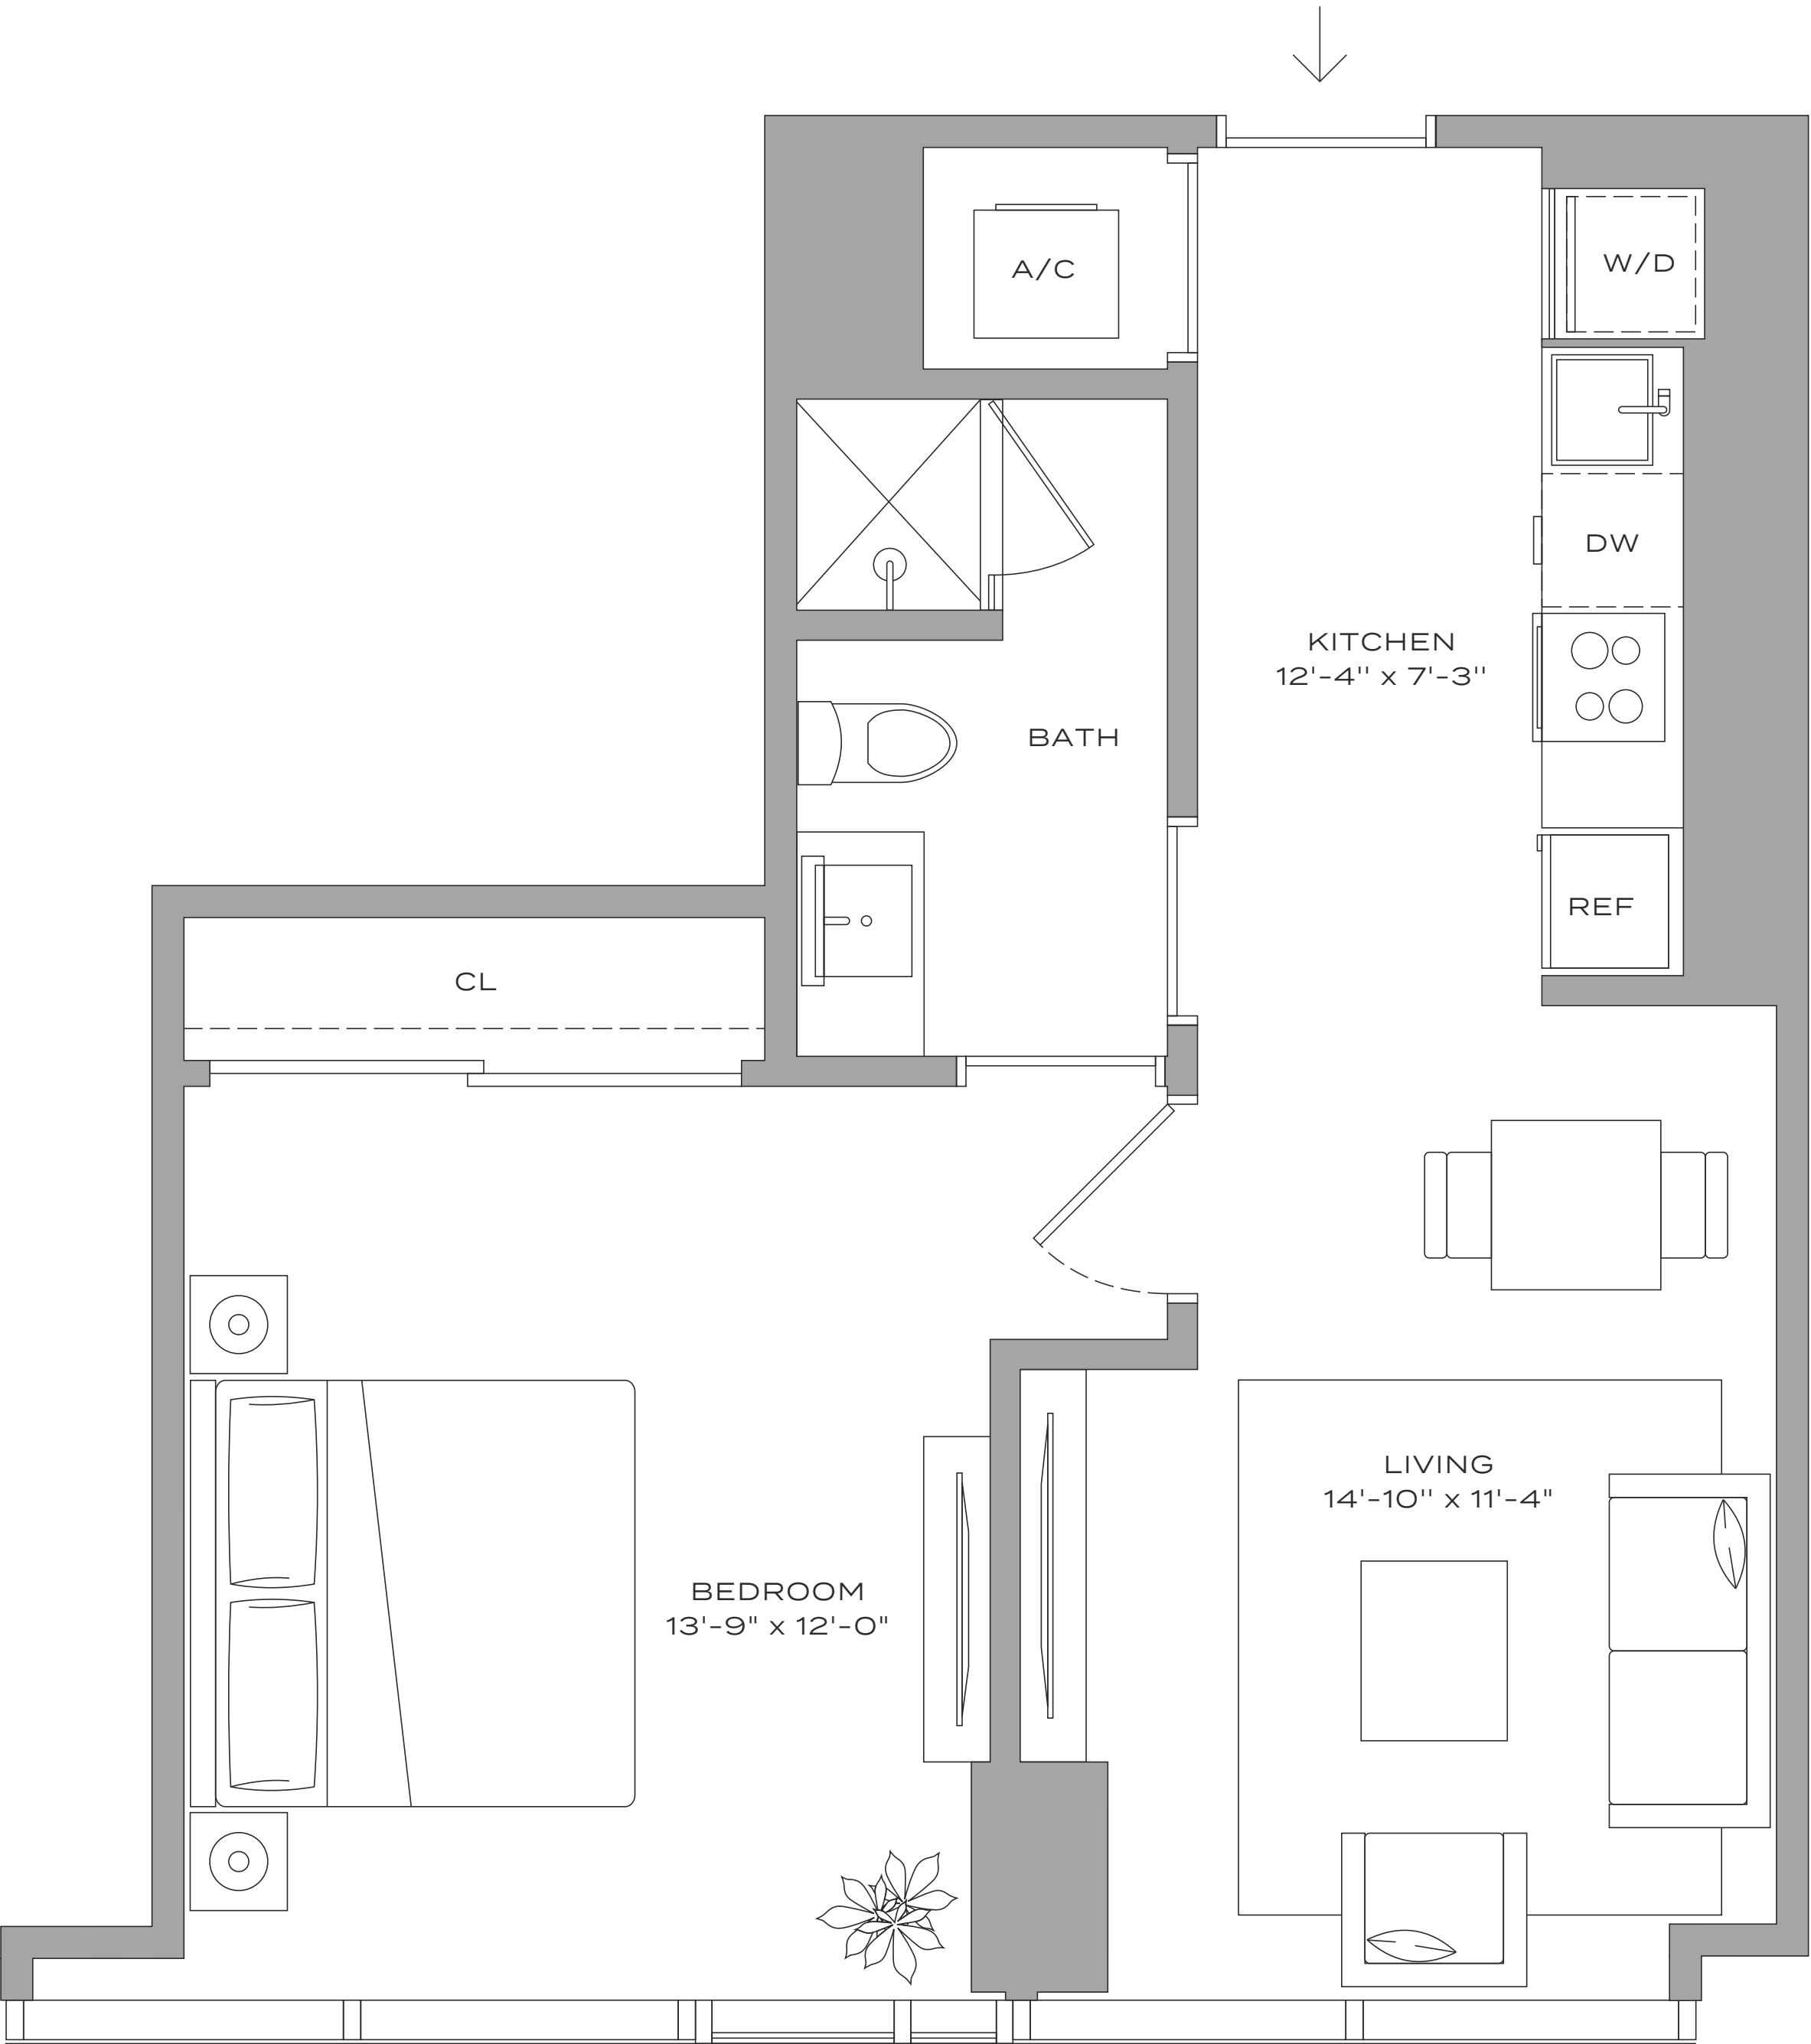 A/C
W/D
DW
KITCHEN
12'-4'' x 7'-3''
BATH
REF
CL
LIVING
14'-10'' x 11'-4"
BEDROOM
13'-9" x 12'-0"